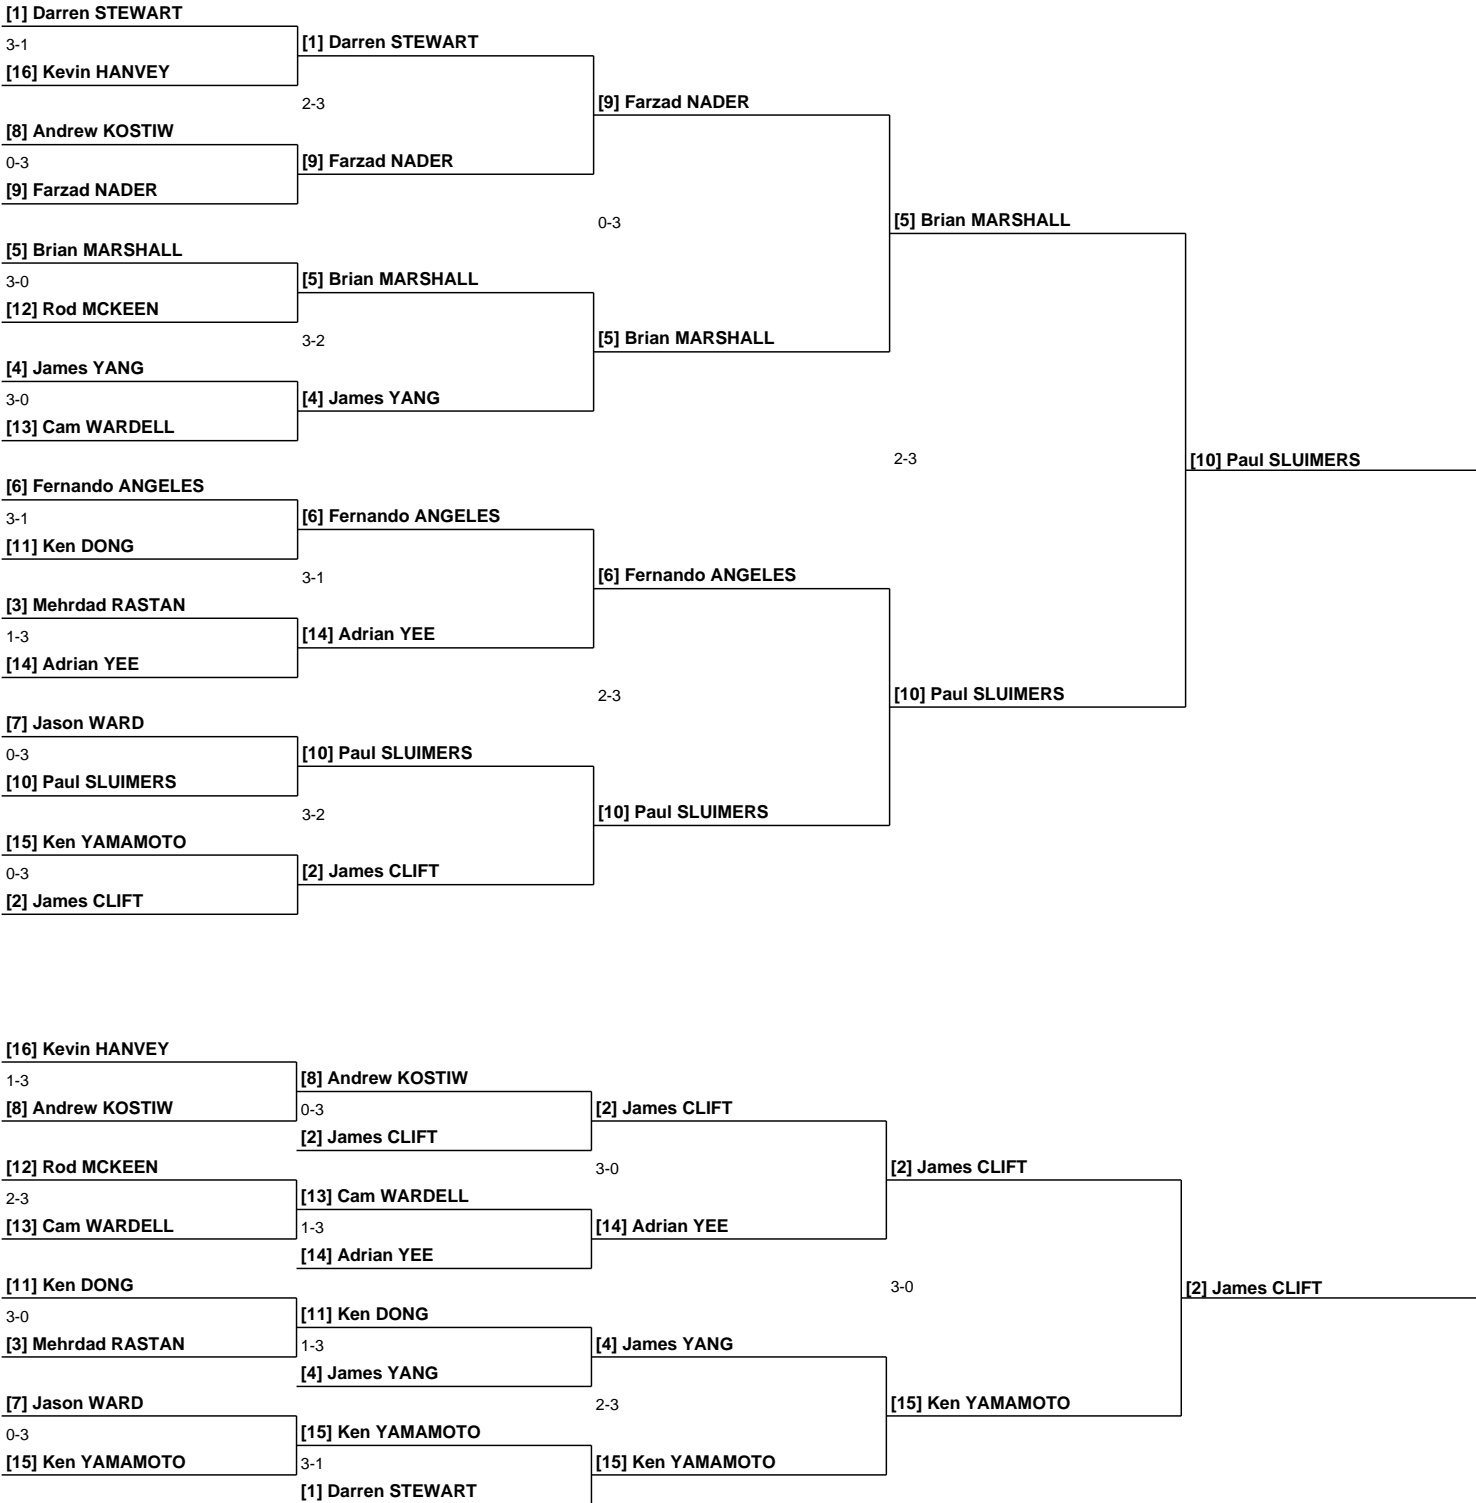 [1] Darren STEWART
3-1
[1] Darren STEWART
[16] Kevin HANVEY
2-3
[9] Farzad NADER
[8] Andrew KOSTIW
0-3
[9] Farzad NADER
[9] Farzad NADER
0-3
[5] Brian MARSHALL
[5] Brian MARSHALL
3-0
[5] Brian MARSHALL
[12] Rod MCKEEN
3-2
[5] Brian MARSHALL
[4] James YANG
3-0
[4] James YANG
[13] Cam WARDELL
2-3
[10] Paul SLUIMERS
[6] Fernando ANGELES
3-1
[6] Fernando ANGELES
[11] Ken DONG
3-1
[6] Fernando ANGELES
[3] Mehrdad RASTAN
1-3
[14] Adrian YEE
[14] Adrian YEE
2-3
[10] Paul SLUIMERS
[7] Jason WARD
0-3
[10] Paul SLUIMERS
[10] Paul SLUIMERS
3-2
[10] Paul SLUIMERS
[15] Ken YAMAMOTO
0-3
[2] James CLIFT
[2] James CLIFT
[16] Kevin HANVEY
1-3
[8] Andrew KOSTIW
[8] Andrew KOSTIW
0-3
[2] James CLIFT
[2] James CLIFT
[12] Rod MCKEEN
3-0
[2] James CLIFT
2-3
[13] Cam WARDELL
[13] Cam WARDELL
1-3
[14] Adrian YEE
[14] Adrian YEE
[11] Ken DONG
3-0
[2] James CLIFT
3-0
[11] Ken DONG
[3] Mehrdad RASTAN
1-3
[4] James YANG
[4] James YANG
[7] Jason WARD
2-3
[15] Ken YAMAMOTO
0-3
[15] Ken YAMAMOTO
[15] Ken YAMAMOTO
3-1
[15] Ken YAMAMOTO
[1] Darren STEWART